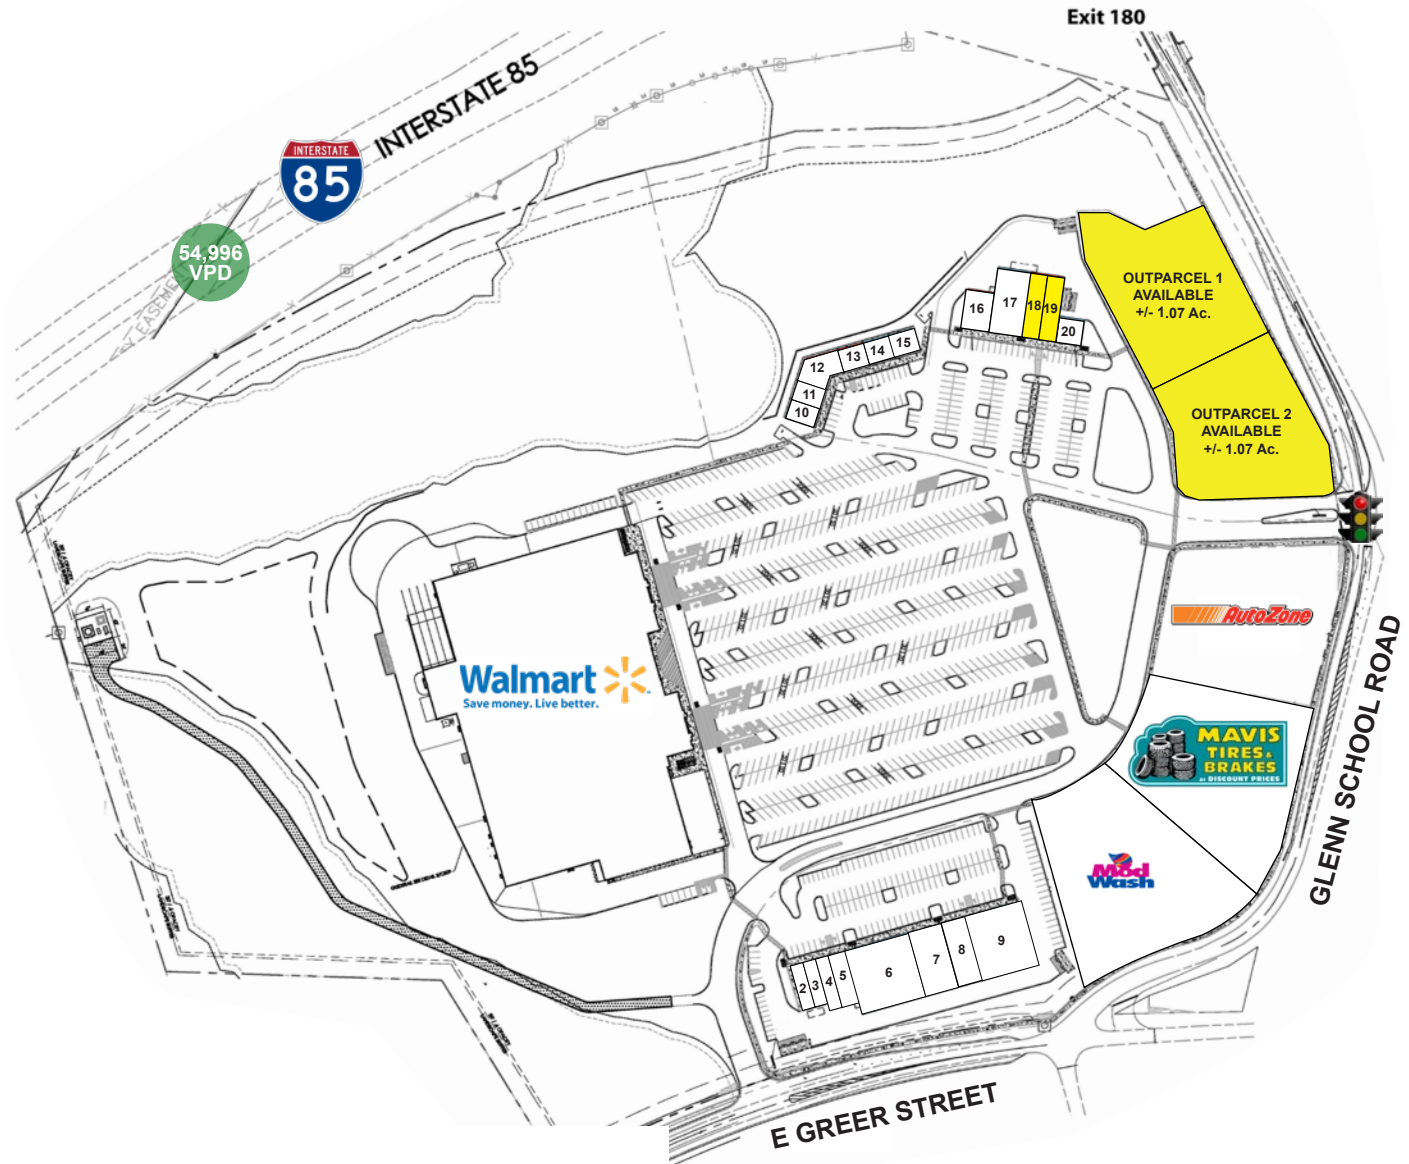 Exit 180
INTERSTATE 85
INTERSTATE
85
54,996
VPD
OUTPARCEL 1
AVAILABLE
+/- 1.07 Ac.
16
17
18
19
20
12
13
14
15
11
10
OUTPARCEL 2
AVAILABLE
+/- 1.07 Ac.
AutoZone
Walmart
Save money. Live better.
MAVIS
TIRES &
BRAKES
at DISCOUNT PRICES
GLENN SCHOOL ROAD
Mod
Wash
2
3
4
5
6
7
8
9
E GREER STREET